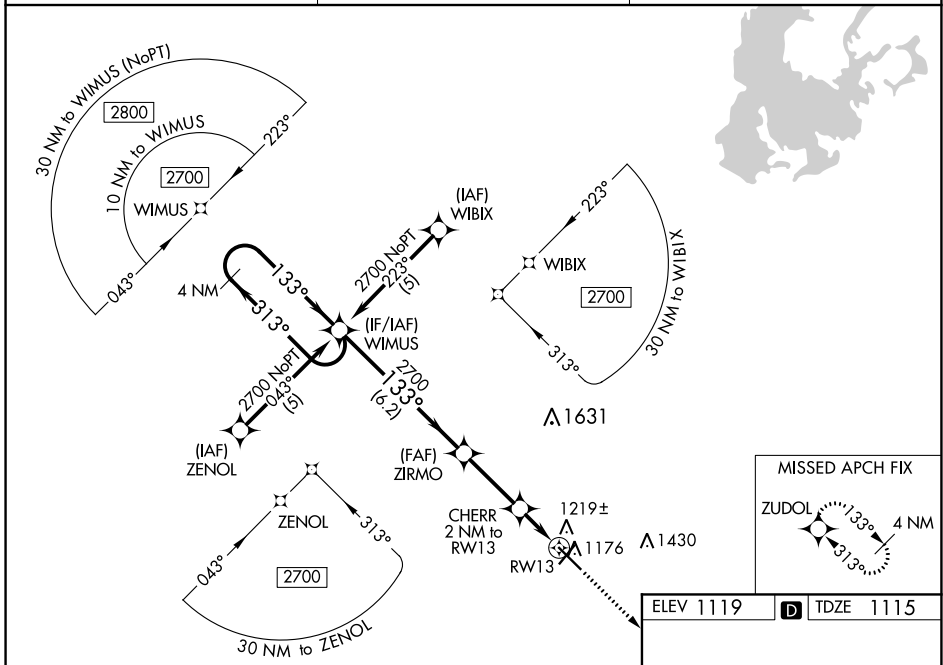 30 NM to WIMUS (NoPT)
2800
10 NM to WIMUS
2700
WIMUS
223°
043°
(IAF)
WIBIX
2700 NoPT
223°
(5)
223°
WIBIX
2700
30 NM to WIBIX
313°
4 NM
133°
313°
(IF/IAF)
WIMUS
2700 NoPT
043°
(5)
2700
133°
(6.2)
(IAF)
ZENOL
(FAF)
ZIRMO
1631
CHERR
2 NM to
RW13
1219±
1176
1430
RW13
ZENOL
043°
313°
2700
30 NM to ZENOL
MISSED APCH FIX
ZUDOL
133°
313°
4 NM
ELEV 1119
D
TDZE 1115